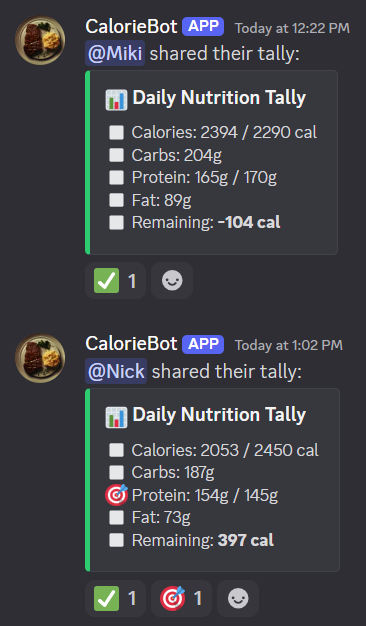 CalorieBot APP Today at 12:22 PM
@Miki shared their tally:
📊 Daily Nutrition Tally
Calories: 2394 / 2290 cal
Carbs: 204g
Protein: 165g / 170g
Fat: 89g
Remaining: -104 cal
✅ 1
CalorieBot APP Today at 1:02 PM
@Nick shared their tally:
📊 Daily Nutrition Tally
Calories: 2053 / 2450 cal
Carbs: 187g
🎯 Protein: 154g / 145g
Fat: 73g
Remaining: 397 cal
✅ 1 🎯 1